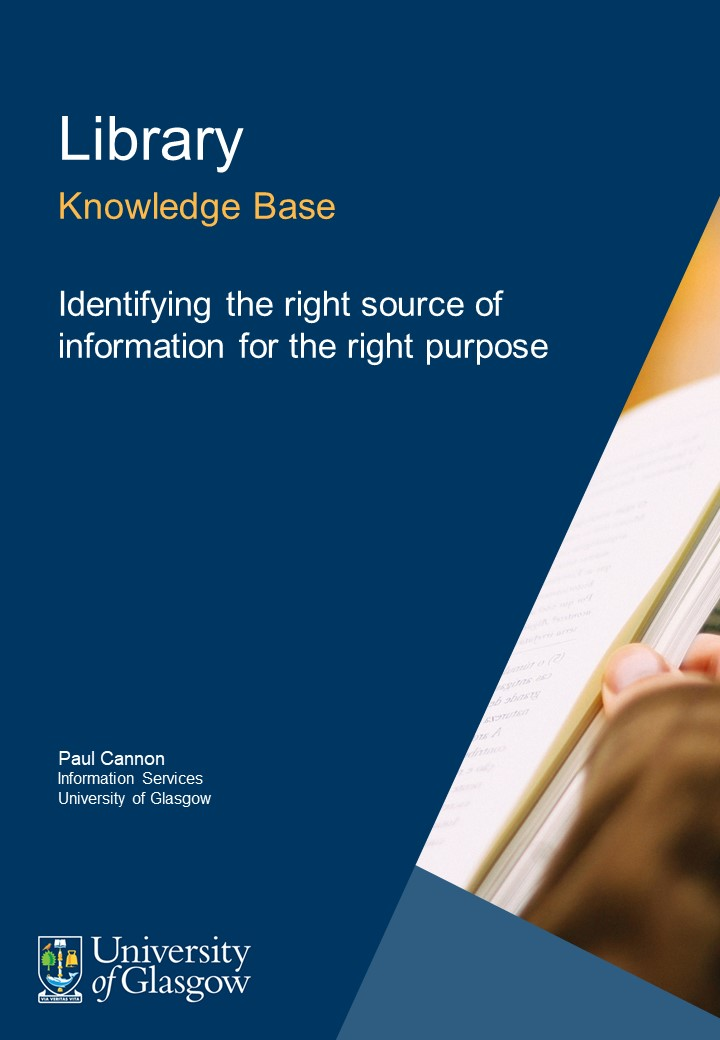 Library
Knowledge Base
Identifying the right source of
information for the right purpose
Paul Cannon
Information Services
University of Glasgow
University
of Glasgow
VIA VERITAS VITA